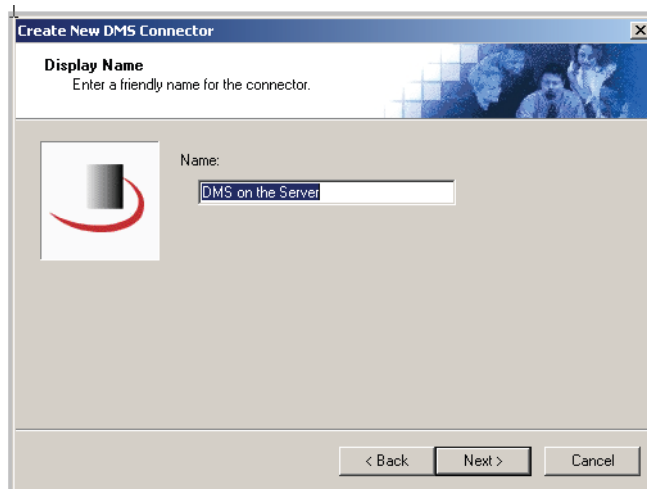 Create New DMS Connector
Display Name
Enter a friendly name for the connector.
Name:
DMS on the Server
< Back
Next >
Cancel